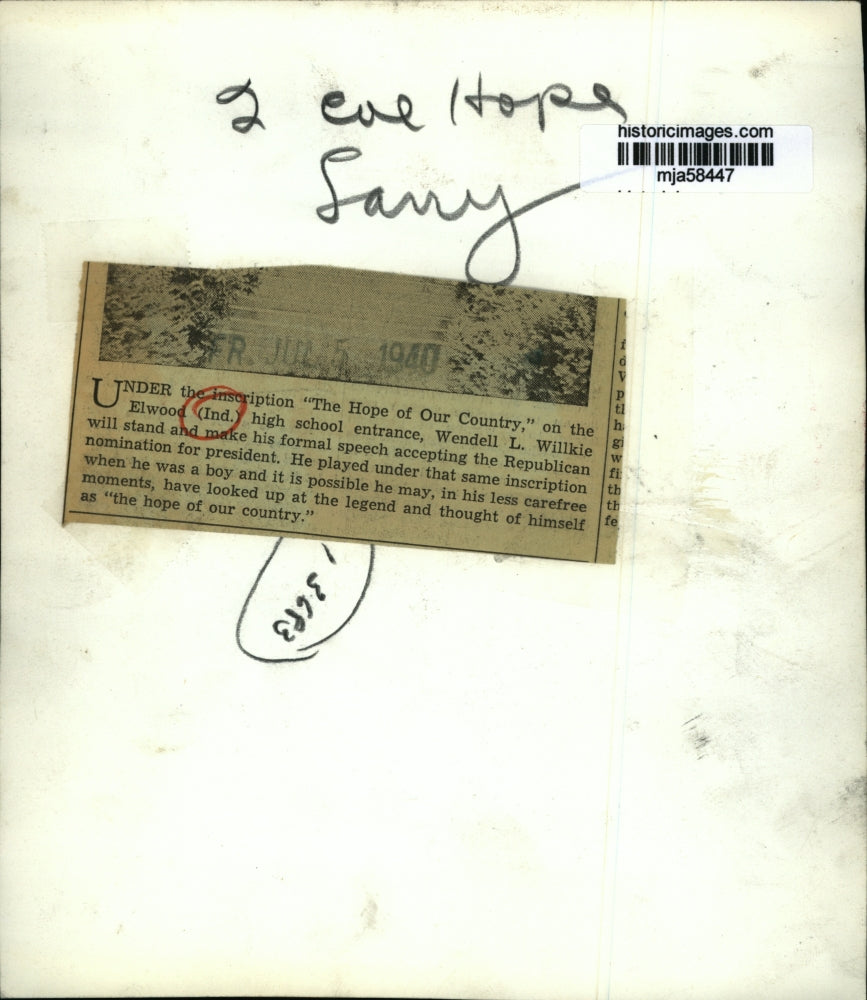 2 col Hope
historicimages.com
mja58447
Larry
FR. JUL 5 1940
UNDER the inscription “The Hope of Our Country,” on the
Elwood (Ind.) high school entrance, Wendell L. Willkie
will stand and make his formal speech accepting the Republican
nomination for president. He played under that same inscription
when he was a boy and it is possible he may, in his less carefree
moments, have looked up at the legend and thought of himself
as “the hope of our country.”